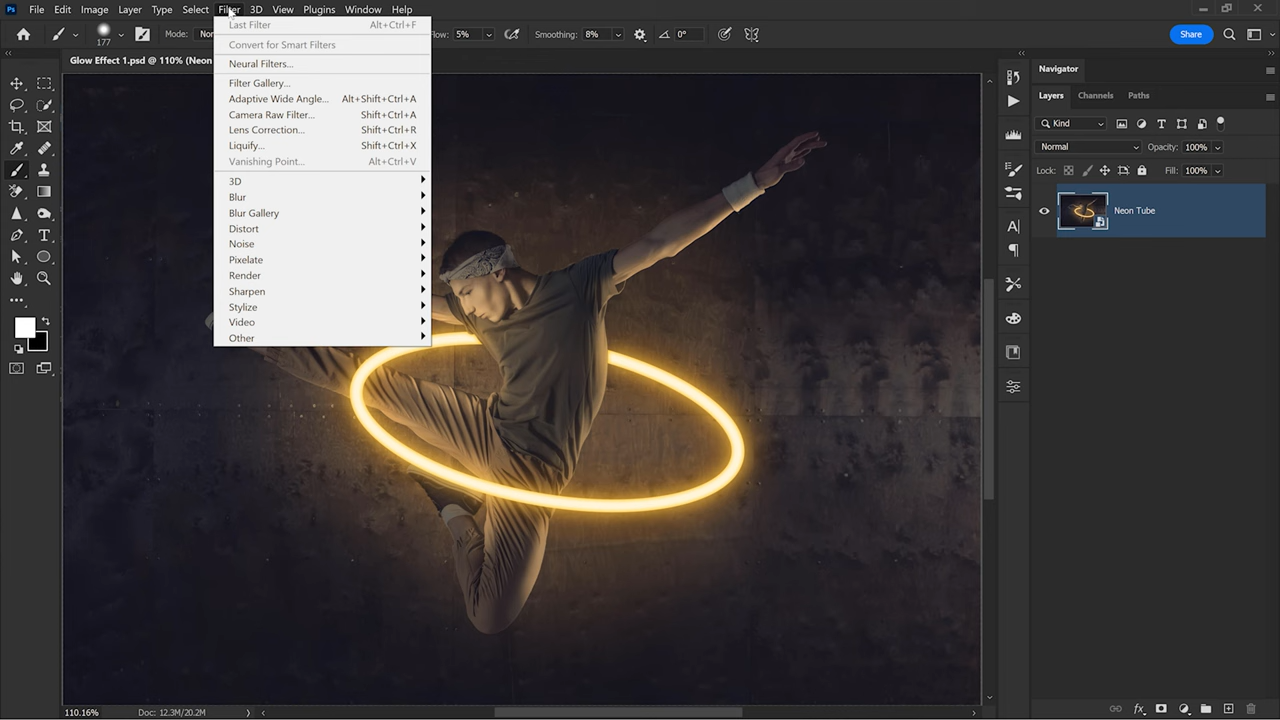 Ps File Edit Image Layer Type Select Filter 3D View Plugins Window Help
177 Mode: Flow: 5% Smoothing: 8% 0° Share
Glow Effect 1.psd @ 110%
Last Filter Alt+Ctrl+F
Convert for Smart Filters
Neural Filters...
Filter Gallery...
Adaptive Wide Angle... Alt+Shift+Ctrl+A
Camera Raw Filter... Shift+Ctrl+A
Lens Correction... Shift+Ctrl+R
Liquify... Shift+Ctrl+X
Vanishing Point... Alt+Ctrl+V
3D
Blur
Blur Gallery
Distort
Noise
Pixelate
Render
Sharpen
Stylize
Video
Other
Navigator
Layers Channels Paths
Kind
Normal Opacity: 100%
Lock: Fill: 100%
Neon Tube
110.16% Doc: 12.3M/20.2M